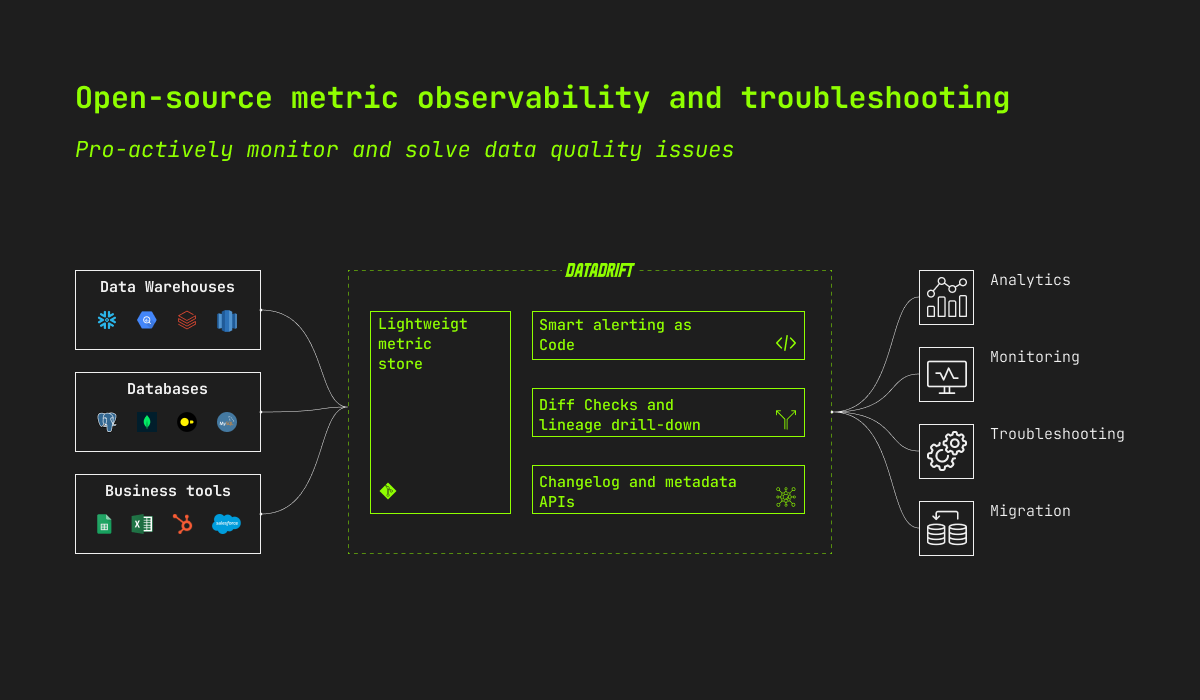 Open-source metric observability and troubleshooting
Pro-actively monitor and solve data quality issues
DATADRIFT
Data Warehouses
Databases
My
Business tools
X
salesforce
Lightweigt
metric
store
Smart alerting as
Code
</>
Diff Checks and
lineage drill-down
Changelog and metadata
APIs
Analytics
Monitoring
Troubleshooting
Migration